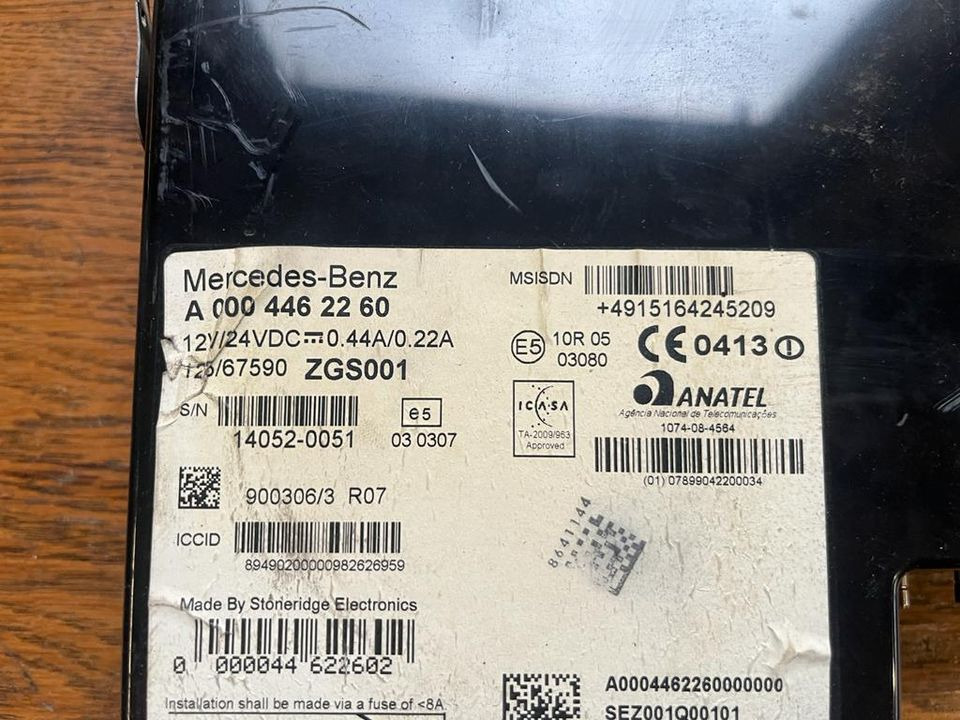 Mercedes-Benz
A 000 446 22 60
12V/24VDC⎓0.44A/0.22A
125/67590 ZGS001
S/N
14052-0051
e5
03 0307
900306/3 R07
ICCID
89490200000982626959
Made By Stoneridge Electronics
0 000044 622602
Installation shall be made via a fuse of <8A
MSISDN
+4915164245209
E5 10R 05
03080
CE 0413
ICASA
TA-2009/963
Approved
ANATEL
Agência Nacional de Telecomunicações
1074-08-4564
(01) 07899042200034
8641144
A0004462260000000
SEZ001Q00101